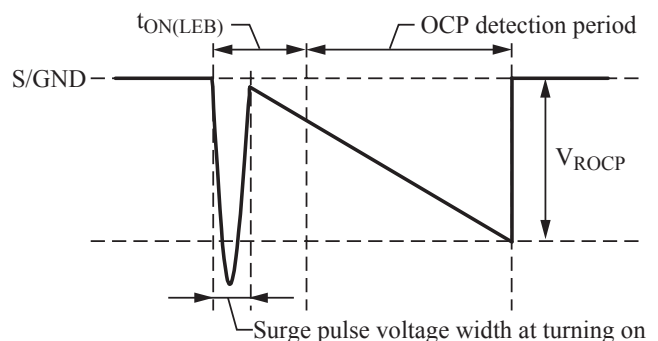 tON(LEB)
OCP detection period
S/GND
VROCP
Surge pulse voltage width at turning on